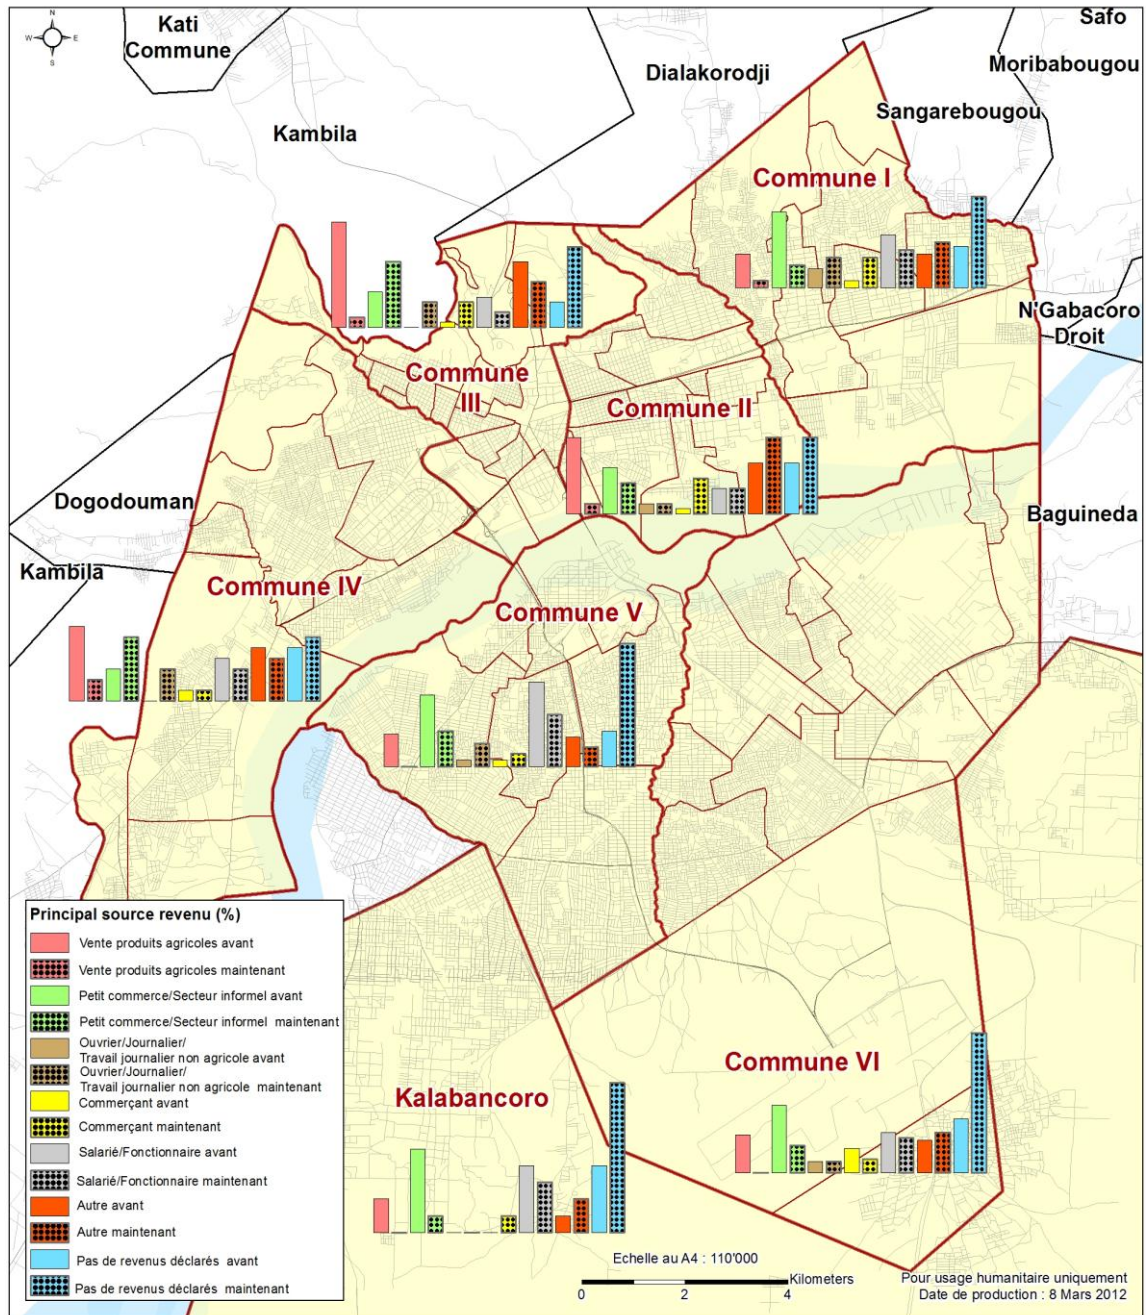 N
W
E
S
Kati
Commune
Safo
Dialakorodji
Moribabougou
Sangarebougou
Kambila
Commune I
N'Gabacoro
Droit
Commune
III
Commune II
Dogodouman
Baguineda
Kambila
Commune IV
Commune V
Principal source revenu (%)
Vente produits agricoles avant
Vente produits agricoles maintenant
Petit commerce/Secteur informel avant
Petit commerce/Secteur informel maintenant
Ouvrier/Journalier/
Travail journalier non agricole avant
Ouvrier/Journalier/
Travail journalier non agricole maintenant
Commerçant avant
Commerçant maintenant
Salarié/Fonctionnaire avant
Salarié/Fonctionnaire maintenant
Autre avant
Autre maintenant
Pas de revenus déclarés avant
Pas de revenus déclarés maintenant
Commune VI
Kalabancoro
Echelle au A4 : 110'000
Kilometers
0 2 4
Pour usage humanitaire uniquement
Date de production : 8 Mars 2012